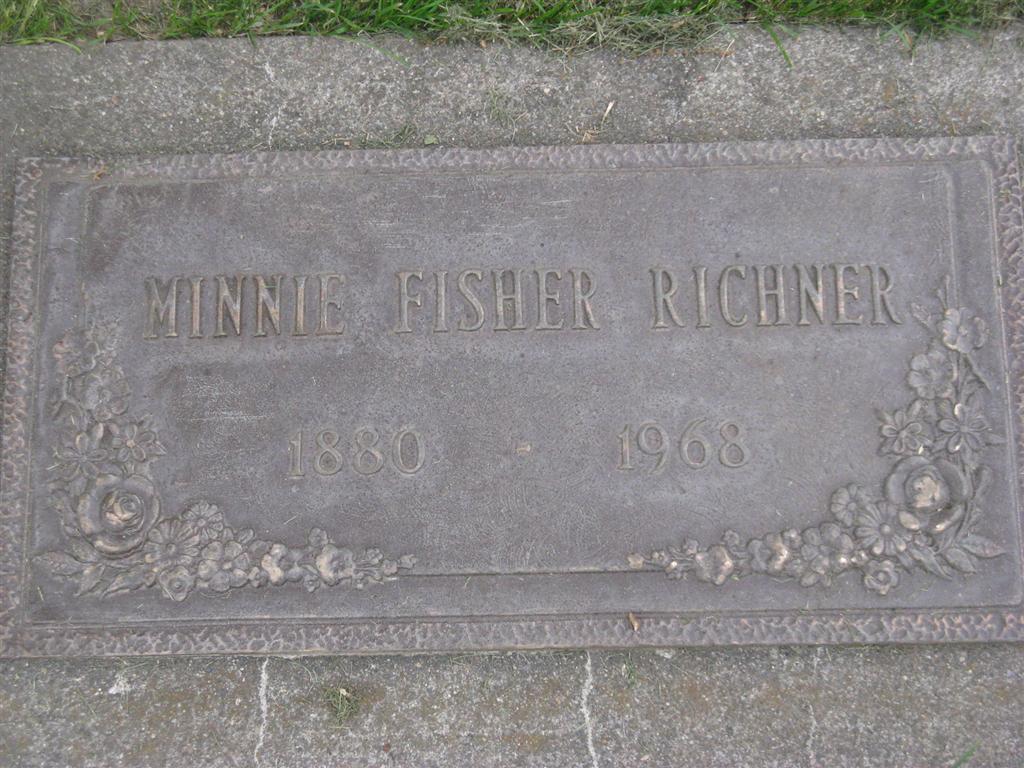 MINNIE FISHER RICHNER
1880 - 1968